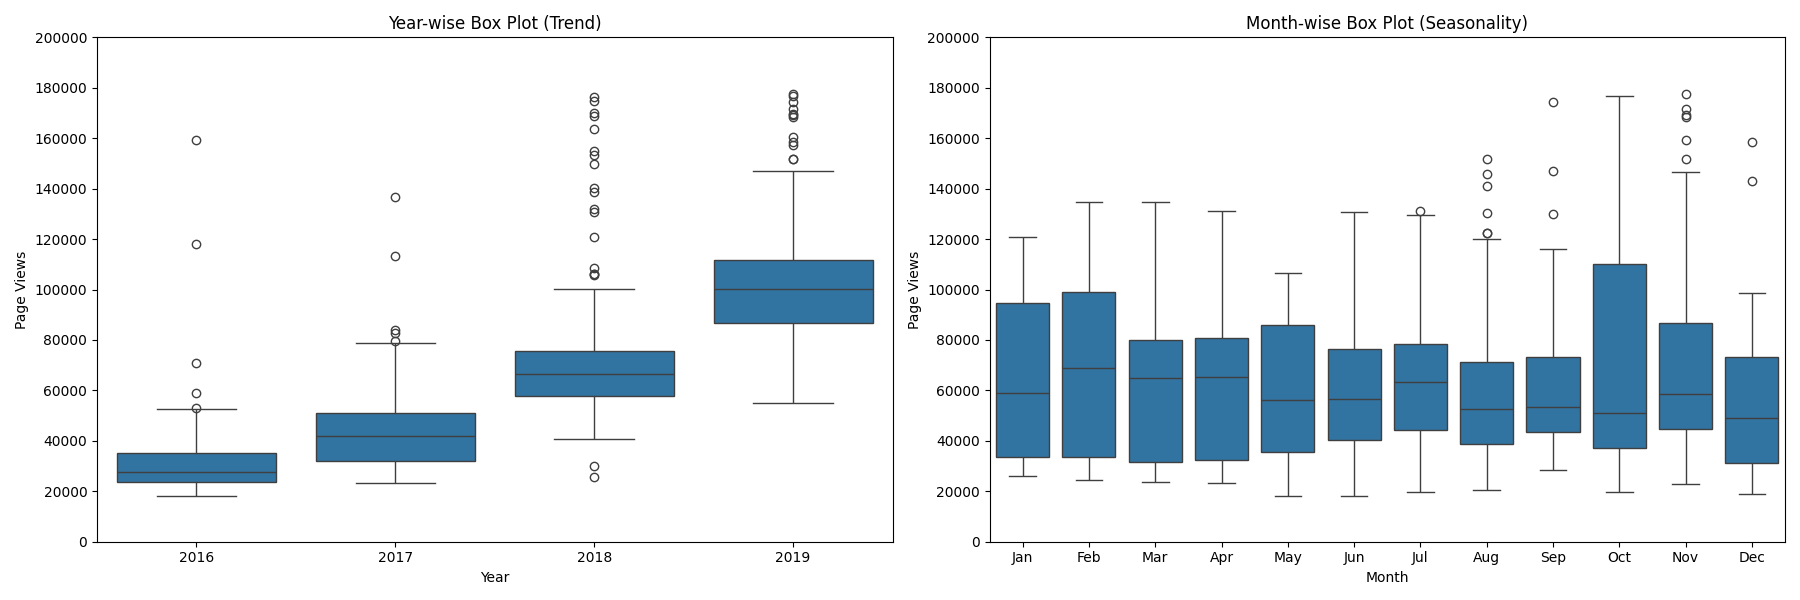 Year-wise Box Plot (Trend)
Page Views
200000
180000
160000
140000
120000
100000
80000
60000
40000
20000
0
2016 2017 2018 2019
Year
Month-wise Box Plot (Seasonality)
Page Views
200000
180000
160000
140000
120000
100000
80000
60000
40000
20000
0
Jan Feb Mar Apr May Jun Jul Aug Sep Oct Nov Dec
Month